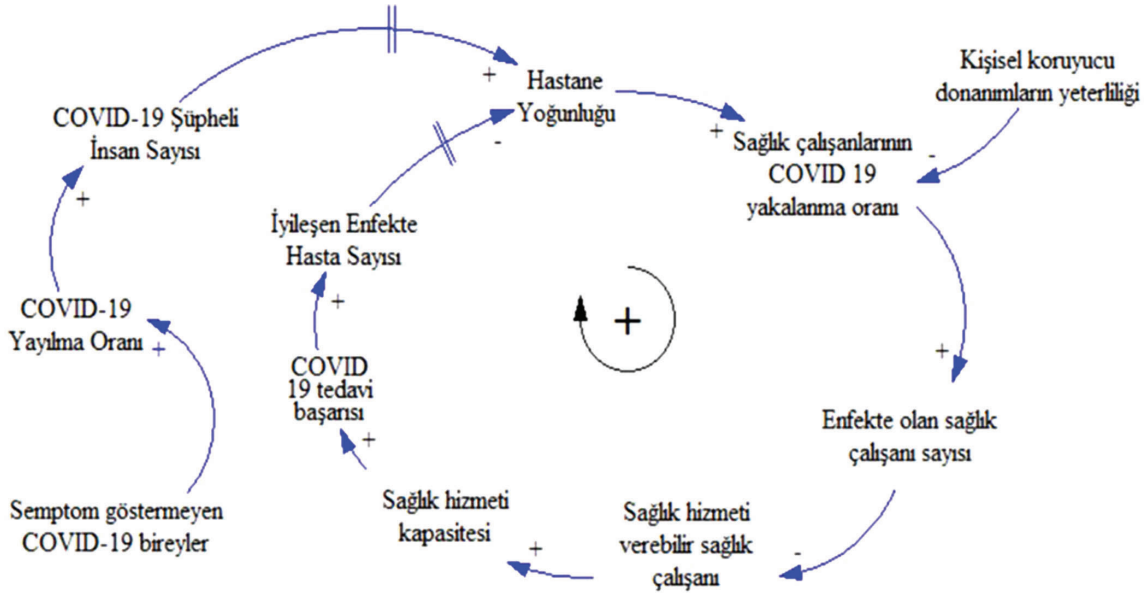 Hastane
Yoğunluğu
Kişisel koruyucu
donanımların yeterliliği
COVID-19 Şüpheli
İnsan Sayısı
Sağlık çalışanlarının
COVID 19
yakalanma oranı
İyileşen Enfekte
Hasta Sayısı
COVID-19
Yayılma Oranı
COVID
19 tedavi
başarısı
Enfekte olan sağlık
çalışanı sayısı
Semptom göstermeyen
COVID-19 bireyler
Sağlık hizmeti
kapasitesi
Sağlık hizmeti
verebilir sağlık
çalışanı
+
+
-
-
+
+
+
+
+
+
+
-
+